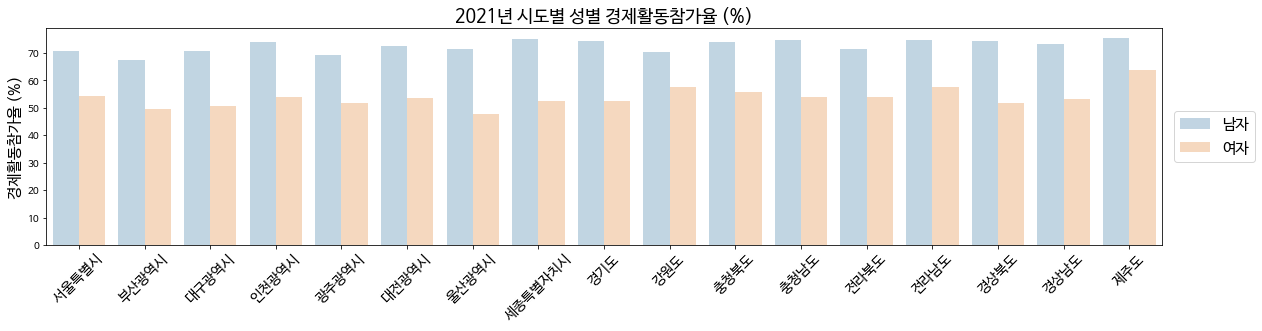 2021년 시도별 성별 경제활동참가율 (%)
경제활동참가율 (%)
70
60
50
40
30
20
10
0
서울특별시
부산광역시
대구광역시
인천광역시
광주광역시
대전광역시
울산광역시
세종특별자치시
경기도
강원도
충청북도
충청남도
전라북도
전라남도
경상북도
경상남도
제주도
남자
여자